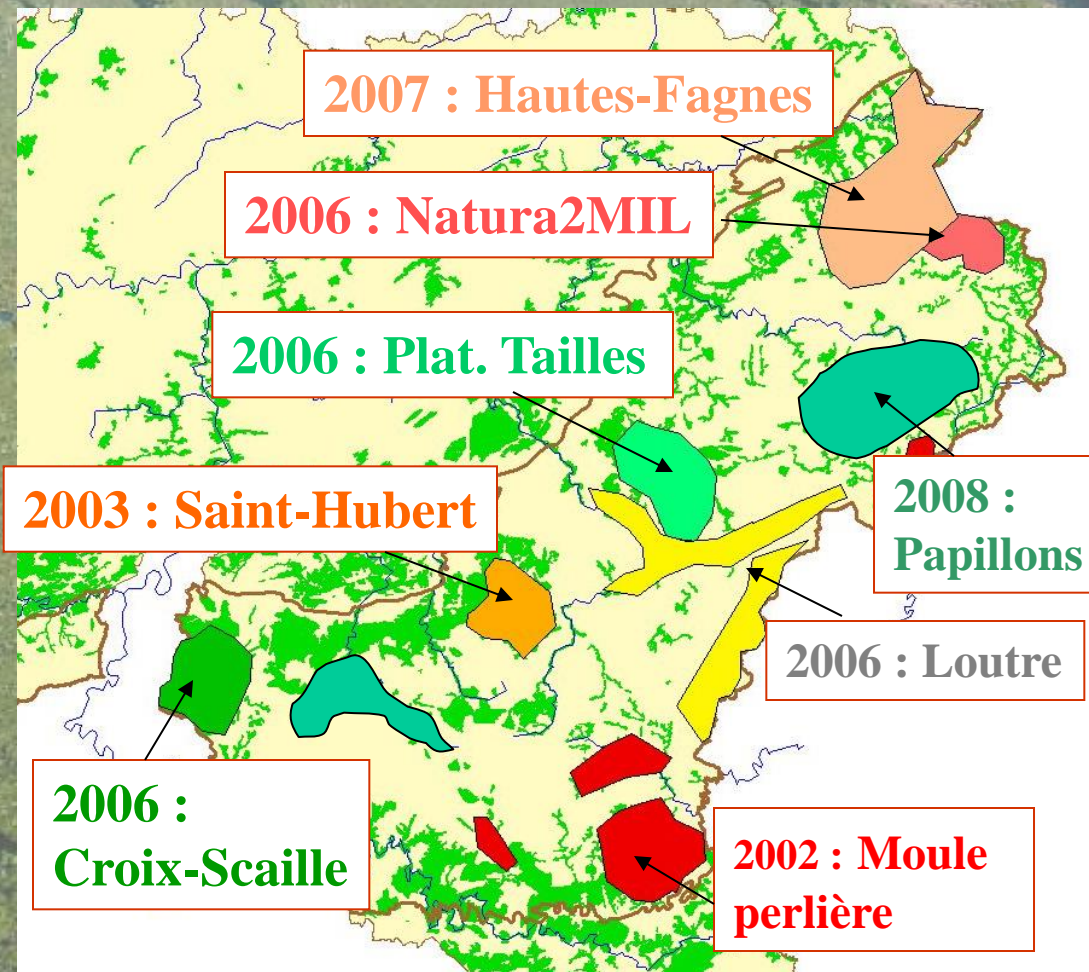 2007 : Hautes-Fagnes
2006 : Natura2MIL
2006 : Plat. Tailles
2003 : Saint-Hubert
2008 :
Papillons
2006 : Loutre
2006 :
Croix-Scaille
2002 : Moule
perlière